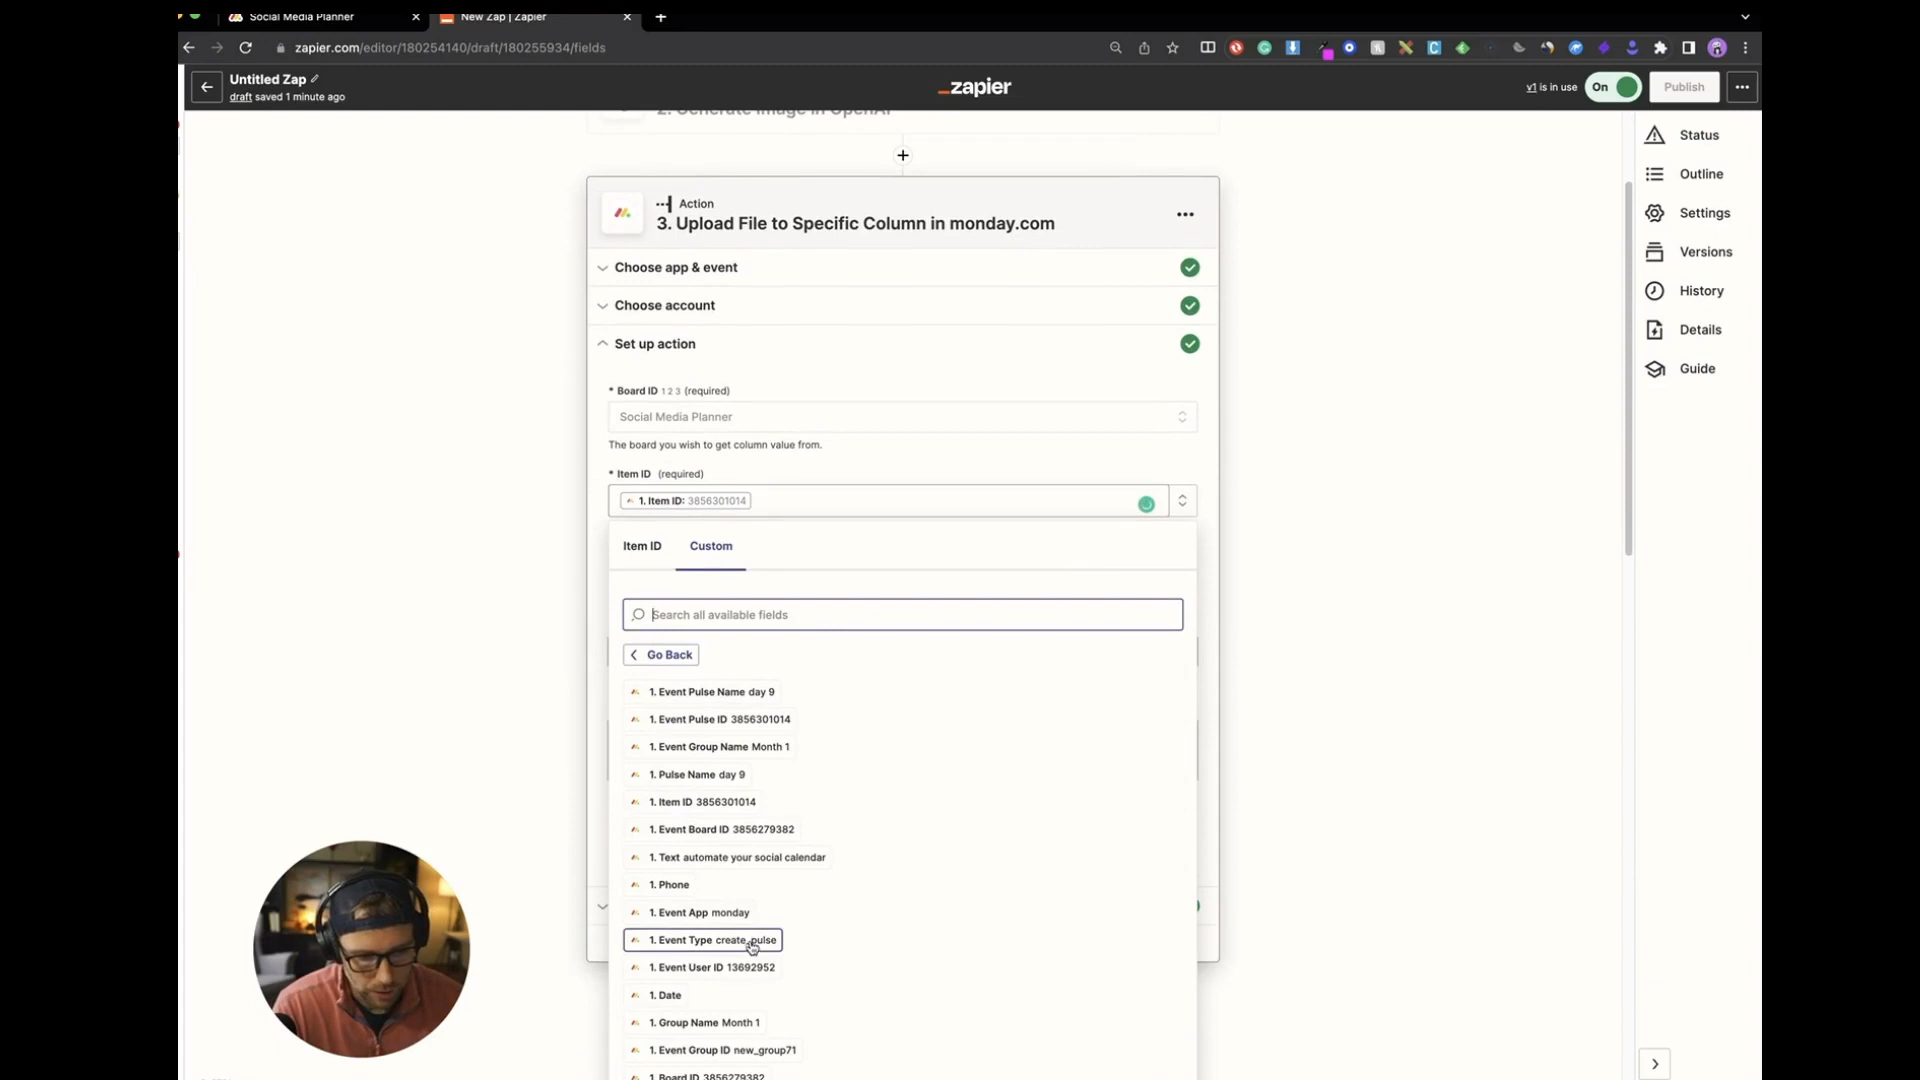 Social Media Planner
New Zap | Zapier
zapier.com/editor/180254140/draft/180255934/fields
Untitled Zap
draft saved 1 minute ago
_zapier
v1 is in use
On
Publish
2. Generate Image in OpenAI
Action
3. Upload File to Specific Column in monday.com
Choose app & event
Choose account
Set up action
* Board ID 1 2 3 (required)
Social Media Planner
The board you wish to get column value from.
* Item ID (required)
1. Item ID: 3856301014
Item ID
Custom
Search all available fields
Go Back
1. Event Pulse Name day 9
1. Event Pulse ID 3856301014
1. Event Group Name Month 1
1. Pulse Name day 9
1. Item ID 3856301014
1. Event Board ID 3856279382
1. Text automate your social calendar
1. Phone
1. Event App monday
1. Event Type create_pulse
1. Event User ID 13692952
1. Date
1. Group Name Month 1
1. Event Group ID new_group71
1. Board ID 3856279382
Status
Outline
Settings
Versions
History
Details
Guide